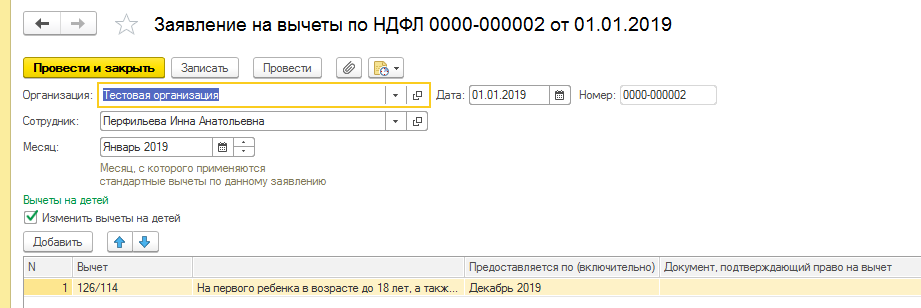 Заявление на вычеты по НДФЛ 0000-000002 от 01.01.2019
Провести и закрыть Записать Провести
Организация: Тестовая организация Дата: 01.01.2019 Номер: 0000-000002
Сотрудник: Перфильева Инна Анатольевна
Месяц: Январь 2019
Месяц, с которого применяются
стандартные вычеты по данному заявлению
Вычеты на детей
Изменить вычеты на детей
Добавить
N Вычет Предоставляется по (включительно) Документ, подтверждающий право на вычет
1 126/114 На первого ребенка в возрасте до 18 лет, а такж... Декабрь 2019